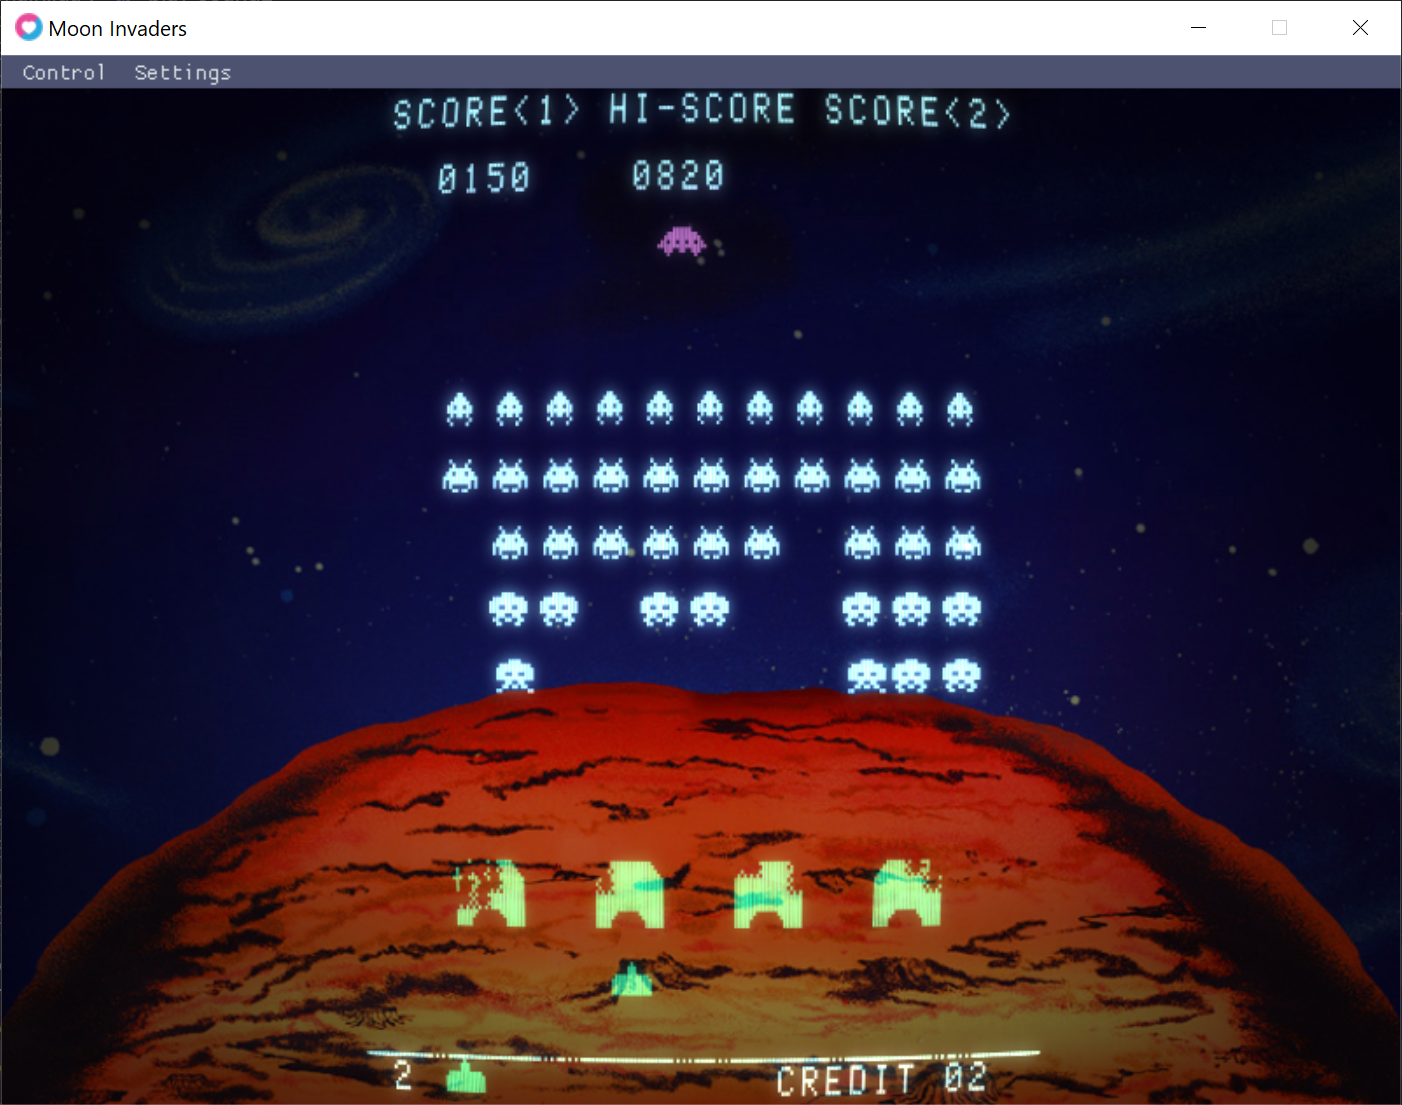 Moon Invaders
Control Settings
SCORE<1> HI-SCORE SCORE<2>
0150 0820
2 CREDIT 02